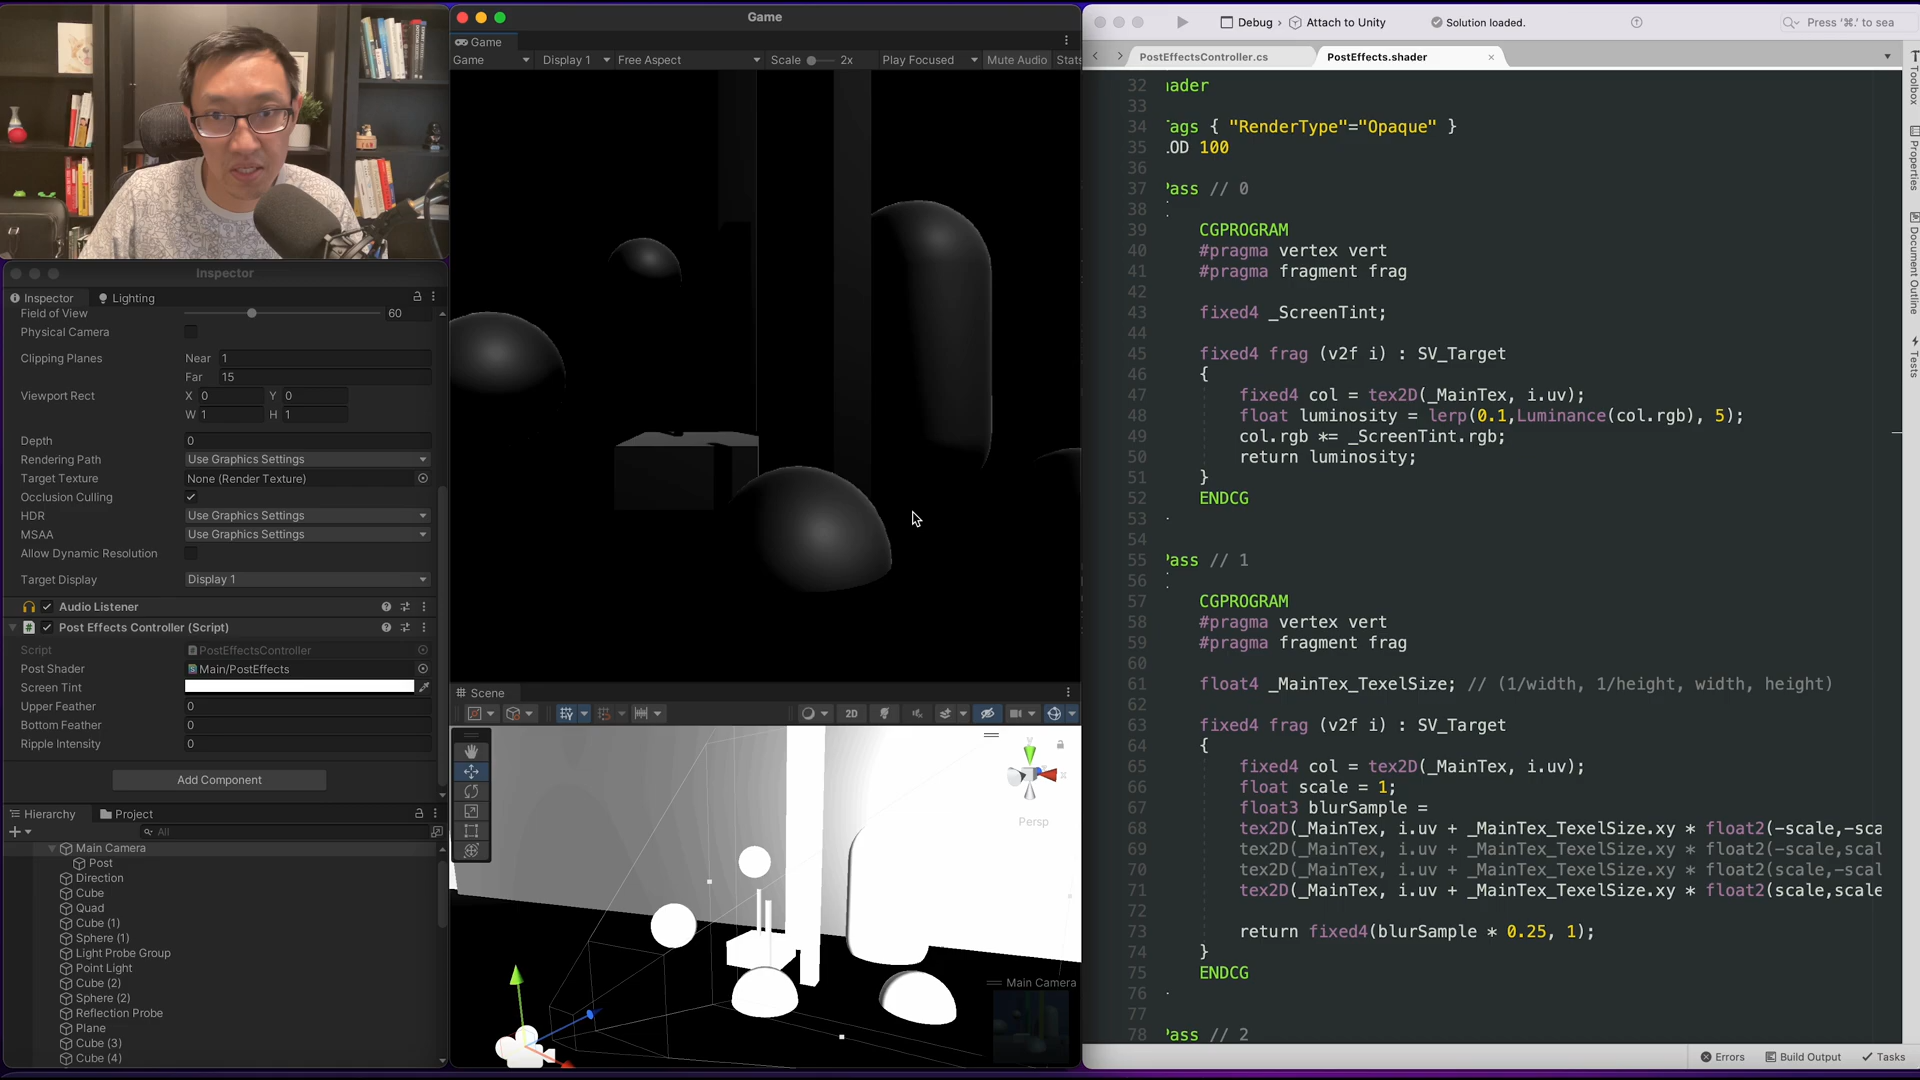 Inspector
Inspector
Lighting
Field of View
60
Physical Camera
Clipping Planes
Near
1
Far
15
Viewport Rect
X
0
Y
0
W
1
H
1
Depth
0
Rendering Path
Use Graphics Settings
Target Texture
None (Render Texture)
Occlusion Culling
HDR
Use Graphics Settings
MSAA
Use Graphics Settings
Allow Dynamic Resolution
Target Display
Display 1
Audio Listener
Post Effects Controller (Script)
Script
PostEffectsController
Post Shader
Main/PostEffects
Screen Tint
Upper Feather
0
Bottom Feather
0
Ripple Intensity
0
Add Component
Hierarchy
Project
All
Main Camera
Post
Direction
Cube
Quad
Cube (1)
Sphere (1)
Light Probe Group
Point Light
Cube (2)
Sphere (2)
Reflection Probe
Plane
Cube (3)
Cube (4)
Game
Game
Game
Display 1
Free Aspect
Scale
2x
Play Focused
Mute Audio
Stats
Scene
2D
Persp
Main Camera
Debug
Attach to Unity
Solution loaded.
Press '⌘.' to sea
PostEffectsController.cs
PostEffects.shader
32 ader
33
34 ags { "RenderType"="Opaque" }
35 OD 100
36
37 ass // 0
38
39 CGPROGRAM
40 #pragma vertex vert
41 #pragma fragment frag
42
43 fixed4 _ScreenTint;
44
45 fixed4 frag (v2f i) : SV_Target
46 {
47 fixed4 col = tex2D(_MainTex, i.uv);
48 float luminosity = lerp(0.1,Luminance(col.rgb), 5);
49 col.rgb *= _ScreenTint.rgb;
50 return luminosity;
51 }
52 ENDCG
53
54
55 ass // 1
56
57 CGPROGRAM
58 #pragma vertex vert
59 #pragma fragment frag
60
61 float4 _MainTex_TexelSize; // (1/width, 1/height, width, height)
62
63 fixed4 frag (v2f i) : SV_Target
64 {
65 fixed4 col = tex2D(_MainTex, i.uv);
66 float scale = 1;
67 float3 blurSample =
68 tex2D(_MainTex, i.uv + _MainTex_TexelSize.xy * float2(-scale,-sca
69 tex2D(_MainTex, i.uv + _MainTex_TexelSize.xy * float2(-scale,scal
70 tex2D(_MainTex, i.uv + _MainTex_TexelSize.xy * float2(scale,-scal
71 tex2D(_MainTex, i.uv + _MainTex_TexelSize.xy * float2(scale,scale
72
73 return fixed4(blurSample * 0.25, 1);
74 }
75 ENDCG
76
77
78 ass // 2
Toolbox
Properties
Document Outline
Tests
Errors
Build Output
Tasks